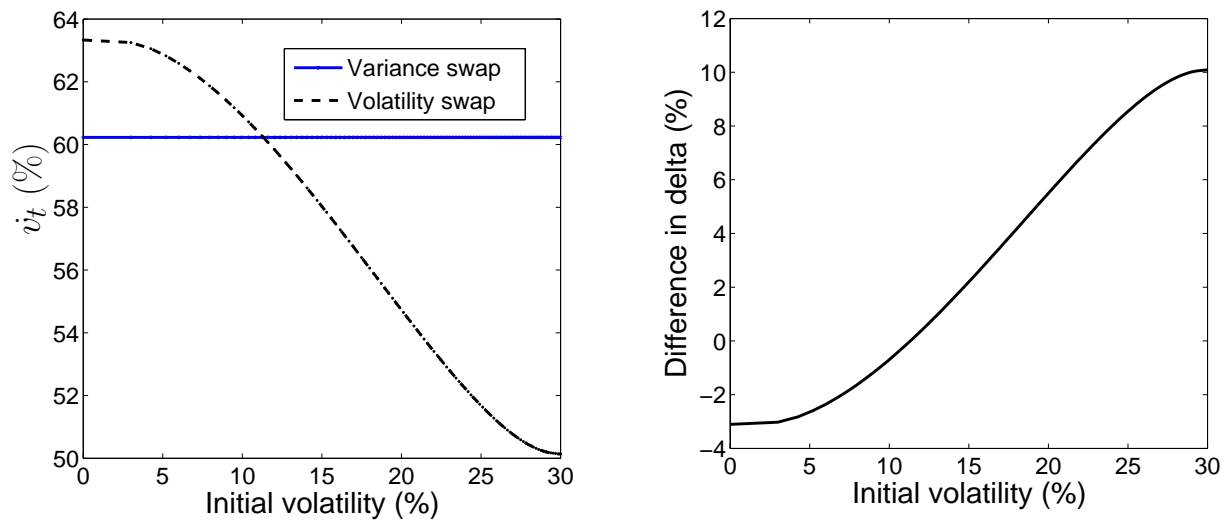 64
62
60
58
56
54
52
50
v̇t (%)
Variance swap
Volatility swap
0 5 10 15 20 25 30
Initial volatility (%)
12
10
8
6
4
2
0
−2
−4
Difference in delta (%)
0 5 10 15 20 25 30
Initial volatility (%)